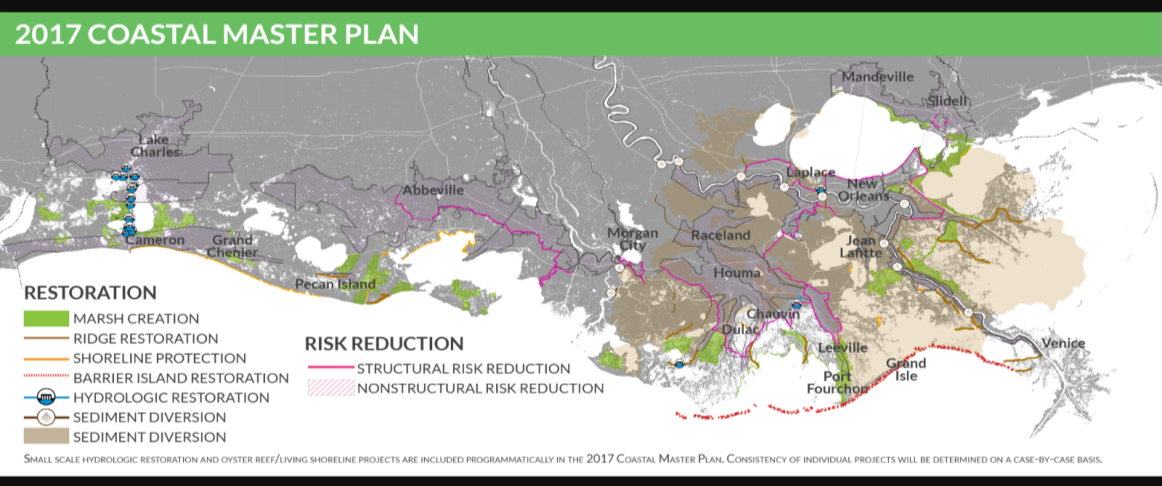 2017 COASTAL MASTER PLAN
Mandeville
Slidell
Lake
Charles
Laplace
Abbeville
New
Orleans
Morgan
City
Raceland
Cameron
Grand
Chenier
Jean
Lafitte
Houma
Pecan Island
RESTORATION
MARSH CREATION
RIDGE RESTORATION
SHORELINE PROTECTION
BARRIER ISLAND RESTORATION
HYDROLOGIC RESTORATION
SEDIMENT DIVERSION
SEDIMENT DIVERSION
RISK REDUCTION
STRUCTURAL RISK REDUCTION
NONSTRUCTURAL RISK REDUCTION
Chauvin
Dulac
Leeville
Venice
Grand
Isle
Port
Fourchon
Small scale hydrologic restoration and oyster reef/living shoreline projects are included programmatically in the 2017 Coastal Master Plan. Consistency of individual projects will be determined on a case-by-case basis.